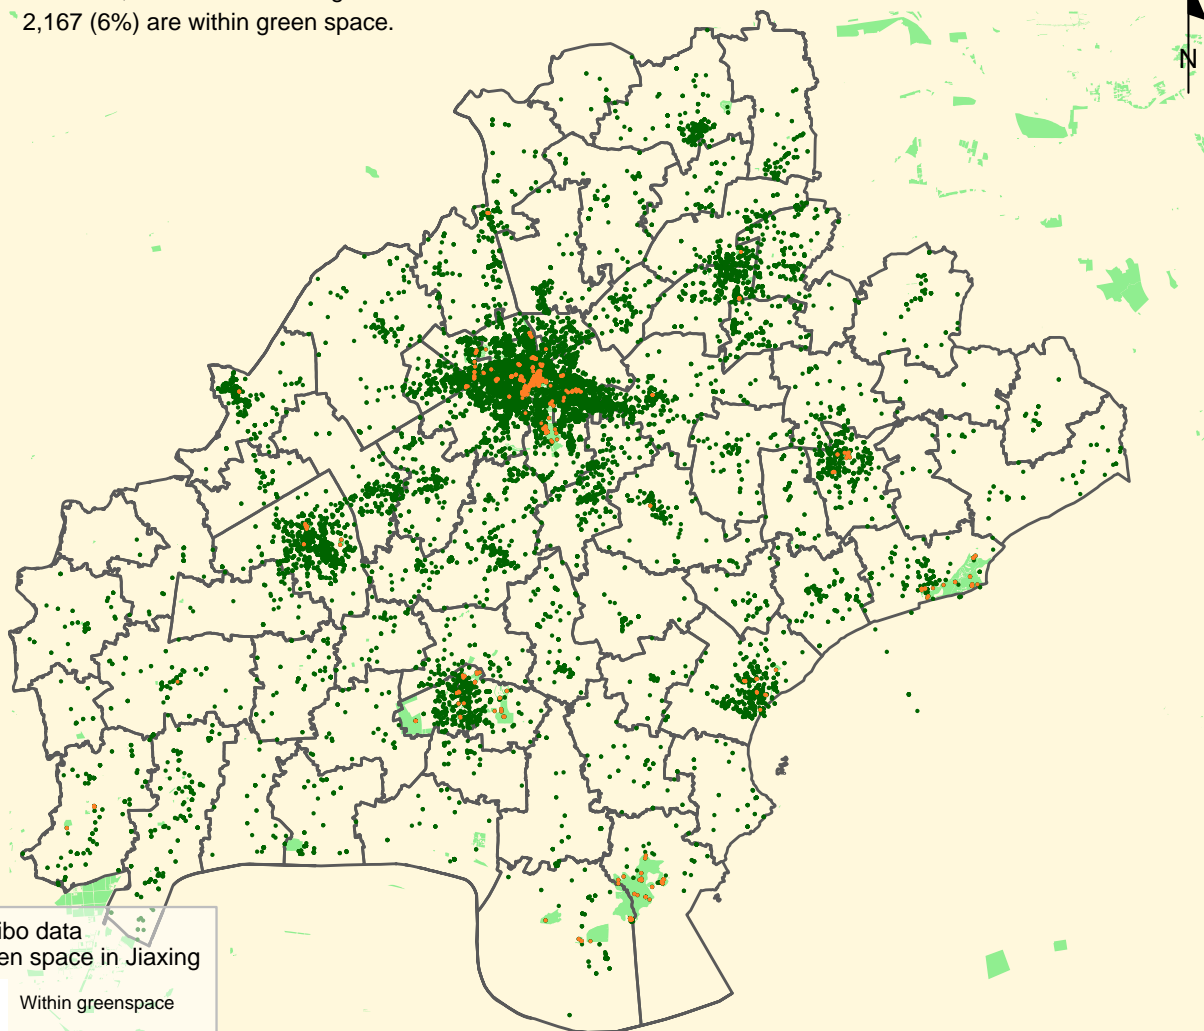 2,167 (6%) are within green space.
N
ibo data
en space in Jiaxing
Within greenspace